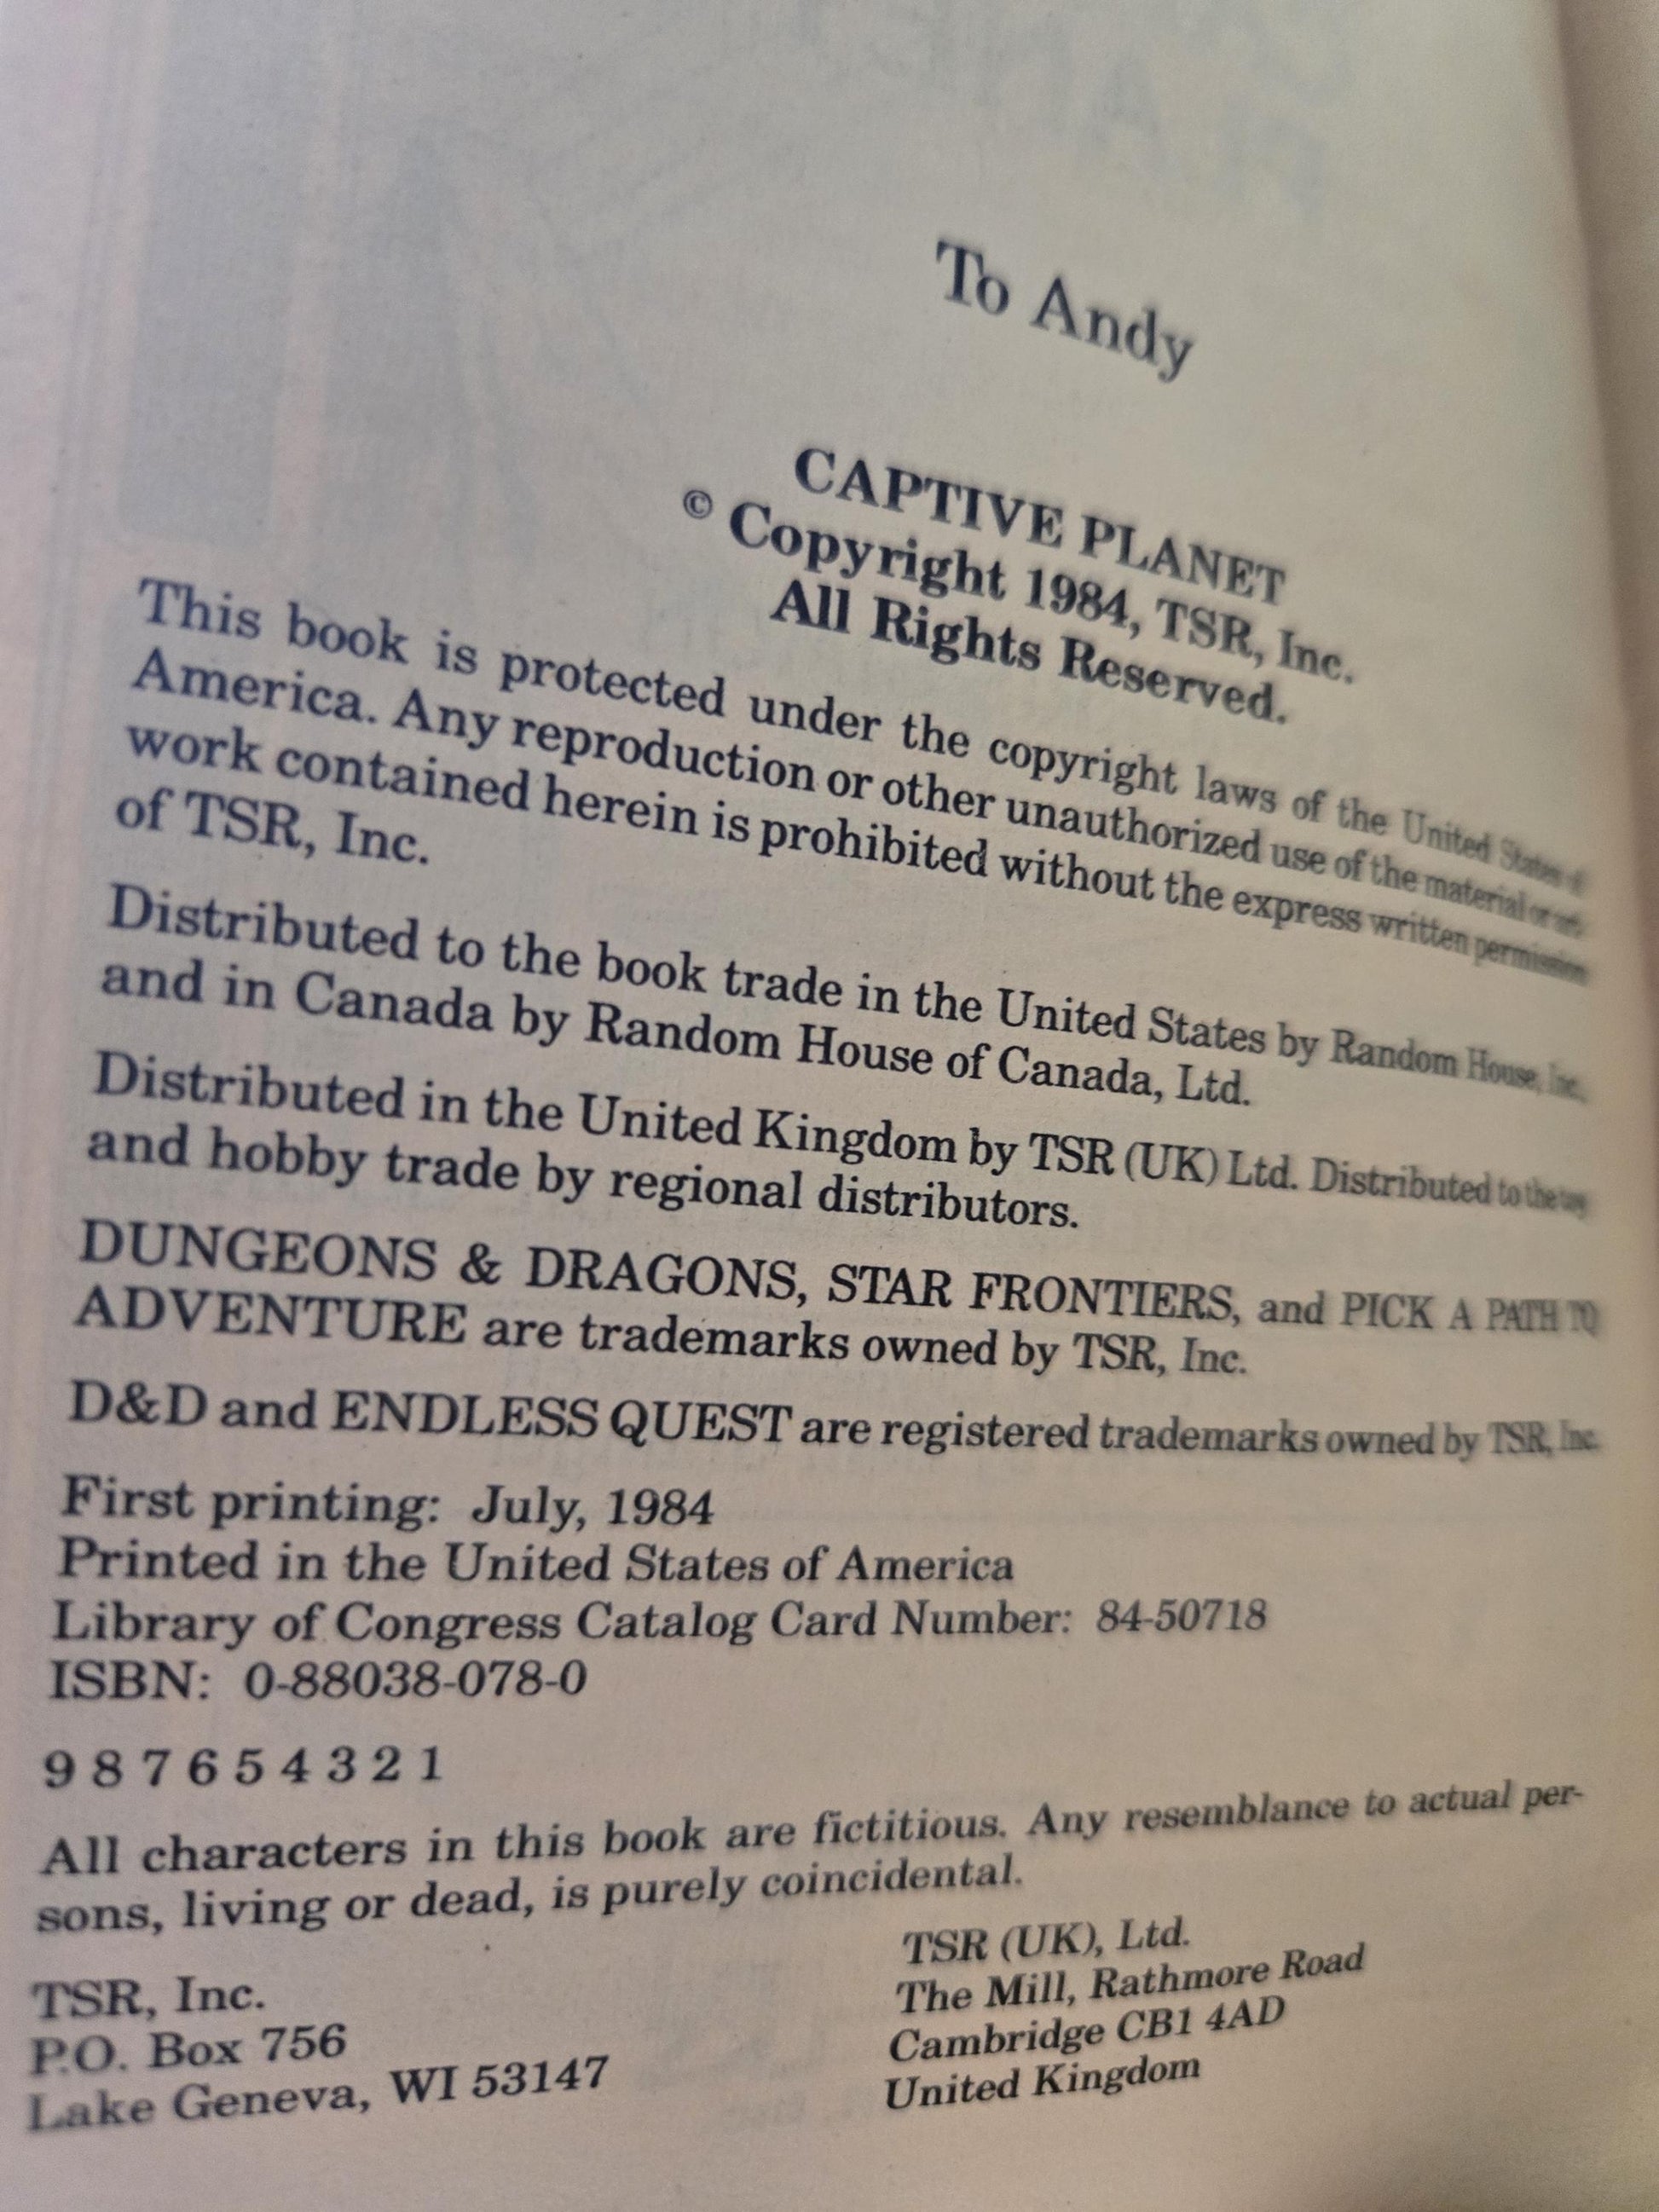 To Andy
CAPTIVE PLANET
© Copyright 1984, TSR, Inc.
All Rights Reserved.
This book is protected under the copyright laws of the United States of
America. Any reproduction or other unauthorized use of the material or art-
work contained herein is prohibited without the express written permission
of TSR, Inc.
Distributed to the book trade in the United States by Random House, Inc.,
and in Canada by Random House of Canada, Ltd.
Distributed in the United Kingdom by TSR (UK) Ltd. Distributed to the toy
and hobby trade by regional distributors.
DUNGEONS & DRAGONS, STAR FRONTIERS, and PICK A PATH TO
ADVENTURE are trademarks owned by TSR, Inc.
D&D and ENDLESS QUEST are registered trademarks owned by TSR, Inc.
First printing: July, 1984
Printed in the United States of America
Library of Congress Catalog Card Number: 84-50718
ISBN: 0-88038-078-0
9 8 7 6 5 4 3 2 1
All characters in this book are fictitious. Any resemblance to actual per-
sons, living or dead, is purely coincidental.
TSR, Inc.
P.O. Box 756
Lake Geneva, WI 53147
TSR (UK), Ltd.
The Mill, Rathmore Road
Cambridge CB1 4AD
United Kingdom